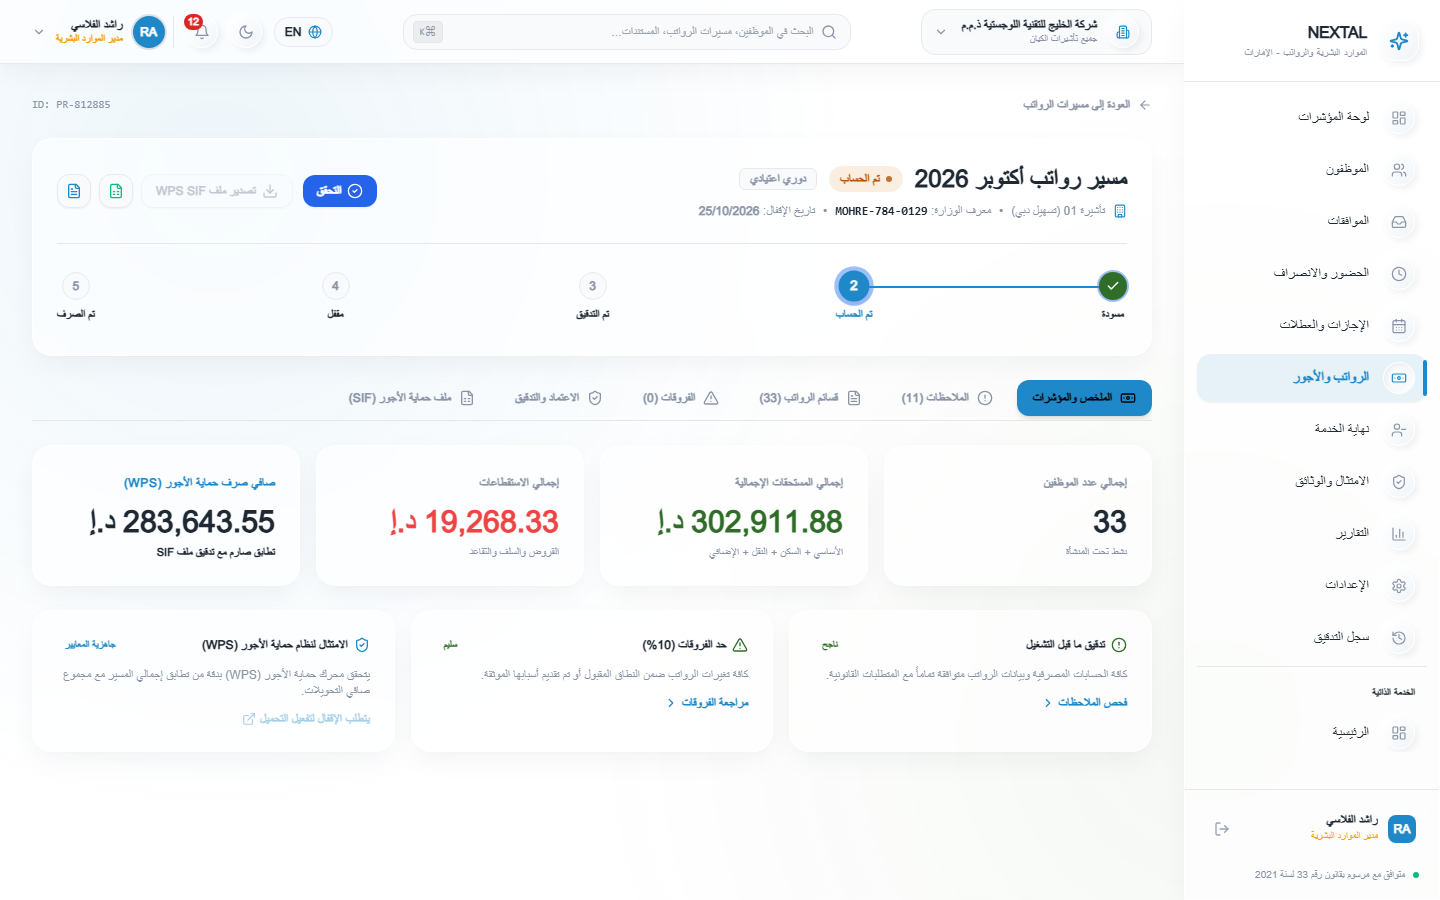 NEXTAL
الموارد البشرية والرواتب - الإمارات
لوحة المؤشرات
الموظفون
الموافقات
الحضور والانصراف
الإجازات والعطلات
الرواتب والأجور
نهاية الخدمة
الامتثال والوثائق
التقارير
الإعدادات
سجل التدقيق
الخدمة الذاتية
الرئيسية
RA
راشد الفلاسي
مدير الموارد البشرية
متوافق مع مرسوم بقانون رقم 33 لسنة 2021
شركة الخليج للتقنية اللوجستية ذ.م.م
جميع تأشيرات الكيان
البحث في الموظفين، مسيرات الرواتب، المستندات...
⌘K
EN
12
RA
راشد الفلاسي
مدير الموارد البشرية
العودة إلى مسيرات الرواتب
ID: PR-812885
مسير رواتب أكتوبر 2026
تم الحساب
دوري اعتيادي
تأشيرة 01 (تسهيل دبي) • معرف الوزارة: MOHRE-784-0129 • تاريخ الإقفال: 25/10/2026
التحقق
تصدير ملف WPS SIF
مسودة
2
تم الحساب
3
تم التدقيق
4
مقفل
5
تم الصرف
الملخص والمؤشرات
الملاحظات (11)
قسائم الرواتب (33)
الفروقات (0)
الاعتماد والتدقيق
ملف حماية الأجور (SIF)
إجمالي عدد الموظفين
33
نشط تحت المنشأة
إجمالي المستحقات الإجمالية
302,911.88 د.إ
الأساسي + السكن + النقل + الإضافي
إجمالي الاستقطاعات
19,268.33 د.إ
القروض والسلف والتقاعد
صافي صرف حماية الأجور (WPS)
283,643.55 د.إ
تطابق صارم مع تدقيق ملف SIF
تدقيق ما قبل التشغيل
ناجح
كافة الحسابات المصرفية وبيانات الرواتب متوافقة تماماً مع المتطلبات القانونية.
فحص الملاحظات
حد الفروقات (10%)
سليم
كافة تغيرات الرواتب ضمن النطاق المقبول أو تم تقديم أسبابها الموثقة.
مراجعة الفروقات
الامتثال لنظام حماية الأجور (WPS)
جاهزية المعايير
يتحقق محرك حماية الأجور (WPS) بدقة من تطابق إجمالي المسير مع مجموع
صافي التحويلات.
يتطلب الإقفال لتفعيل التحميل